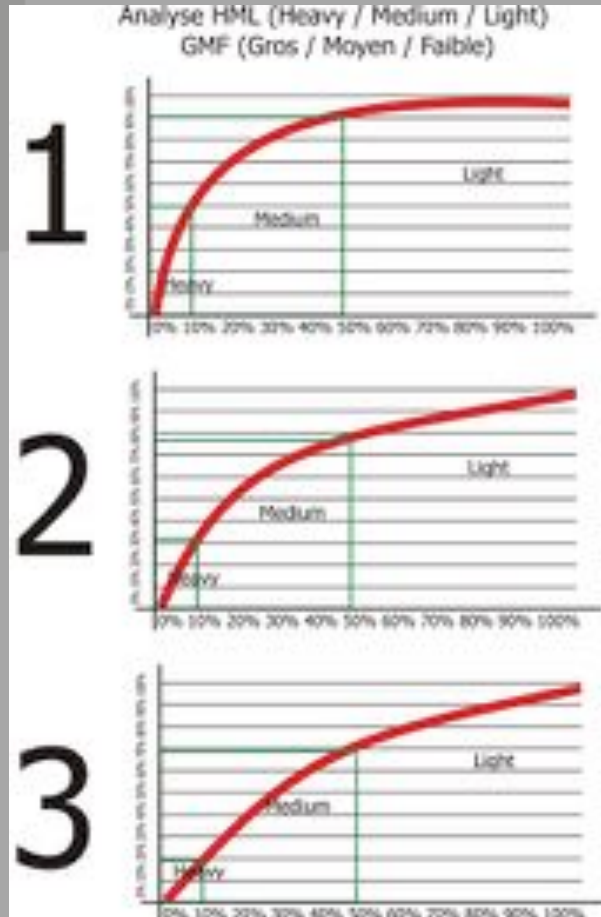 Analyse HML (Heavy / Medium / Light)
GMF (Gros / Moyen / Faible)
1
Light
Medium
Heavy
0% 10% 20% 30% 40% 50% 60% 70% 80% 90% 100%
2
Light
Medium
Heavy
0% 10% 20% 30% 40% 50% 60% 70% 80% 90% 100%
3
Light
Medium
Heavy
0% 10% 20% 30% 40% 50% 60% 70% 80% 90% 100%